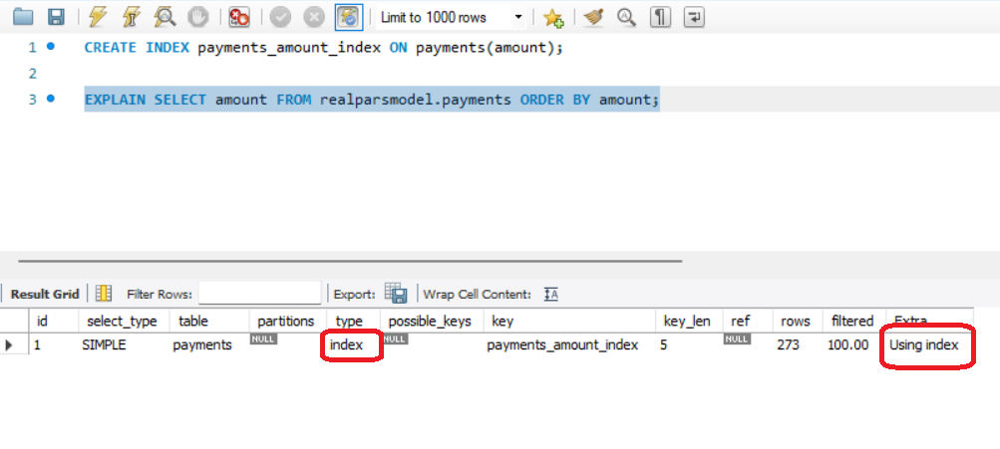 Limit to 1000 rows
1 CREATE INDEX payments_amount_index ON payments(amount);
2
3 EXPLAIN SELECT amount FROM realparsmodel.payments ORDER BY amount;
Result Grid Filter Rows: Export: Wrap Cell Content: IA
id select_type table partitions type possible_keys key key_len ref rows filtered Extra
1 SIMPLE payments NULL index NULL payments_amount_index 5 NULL 273 100.00 Using index